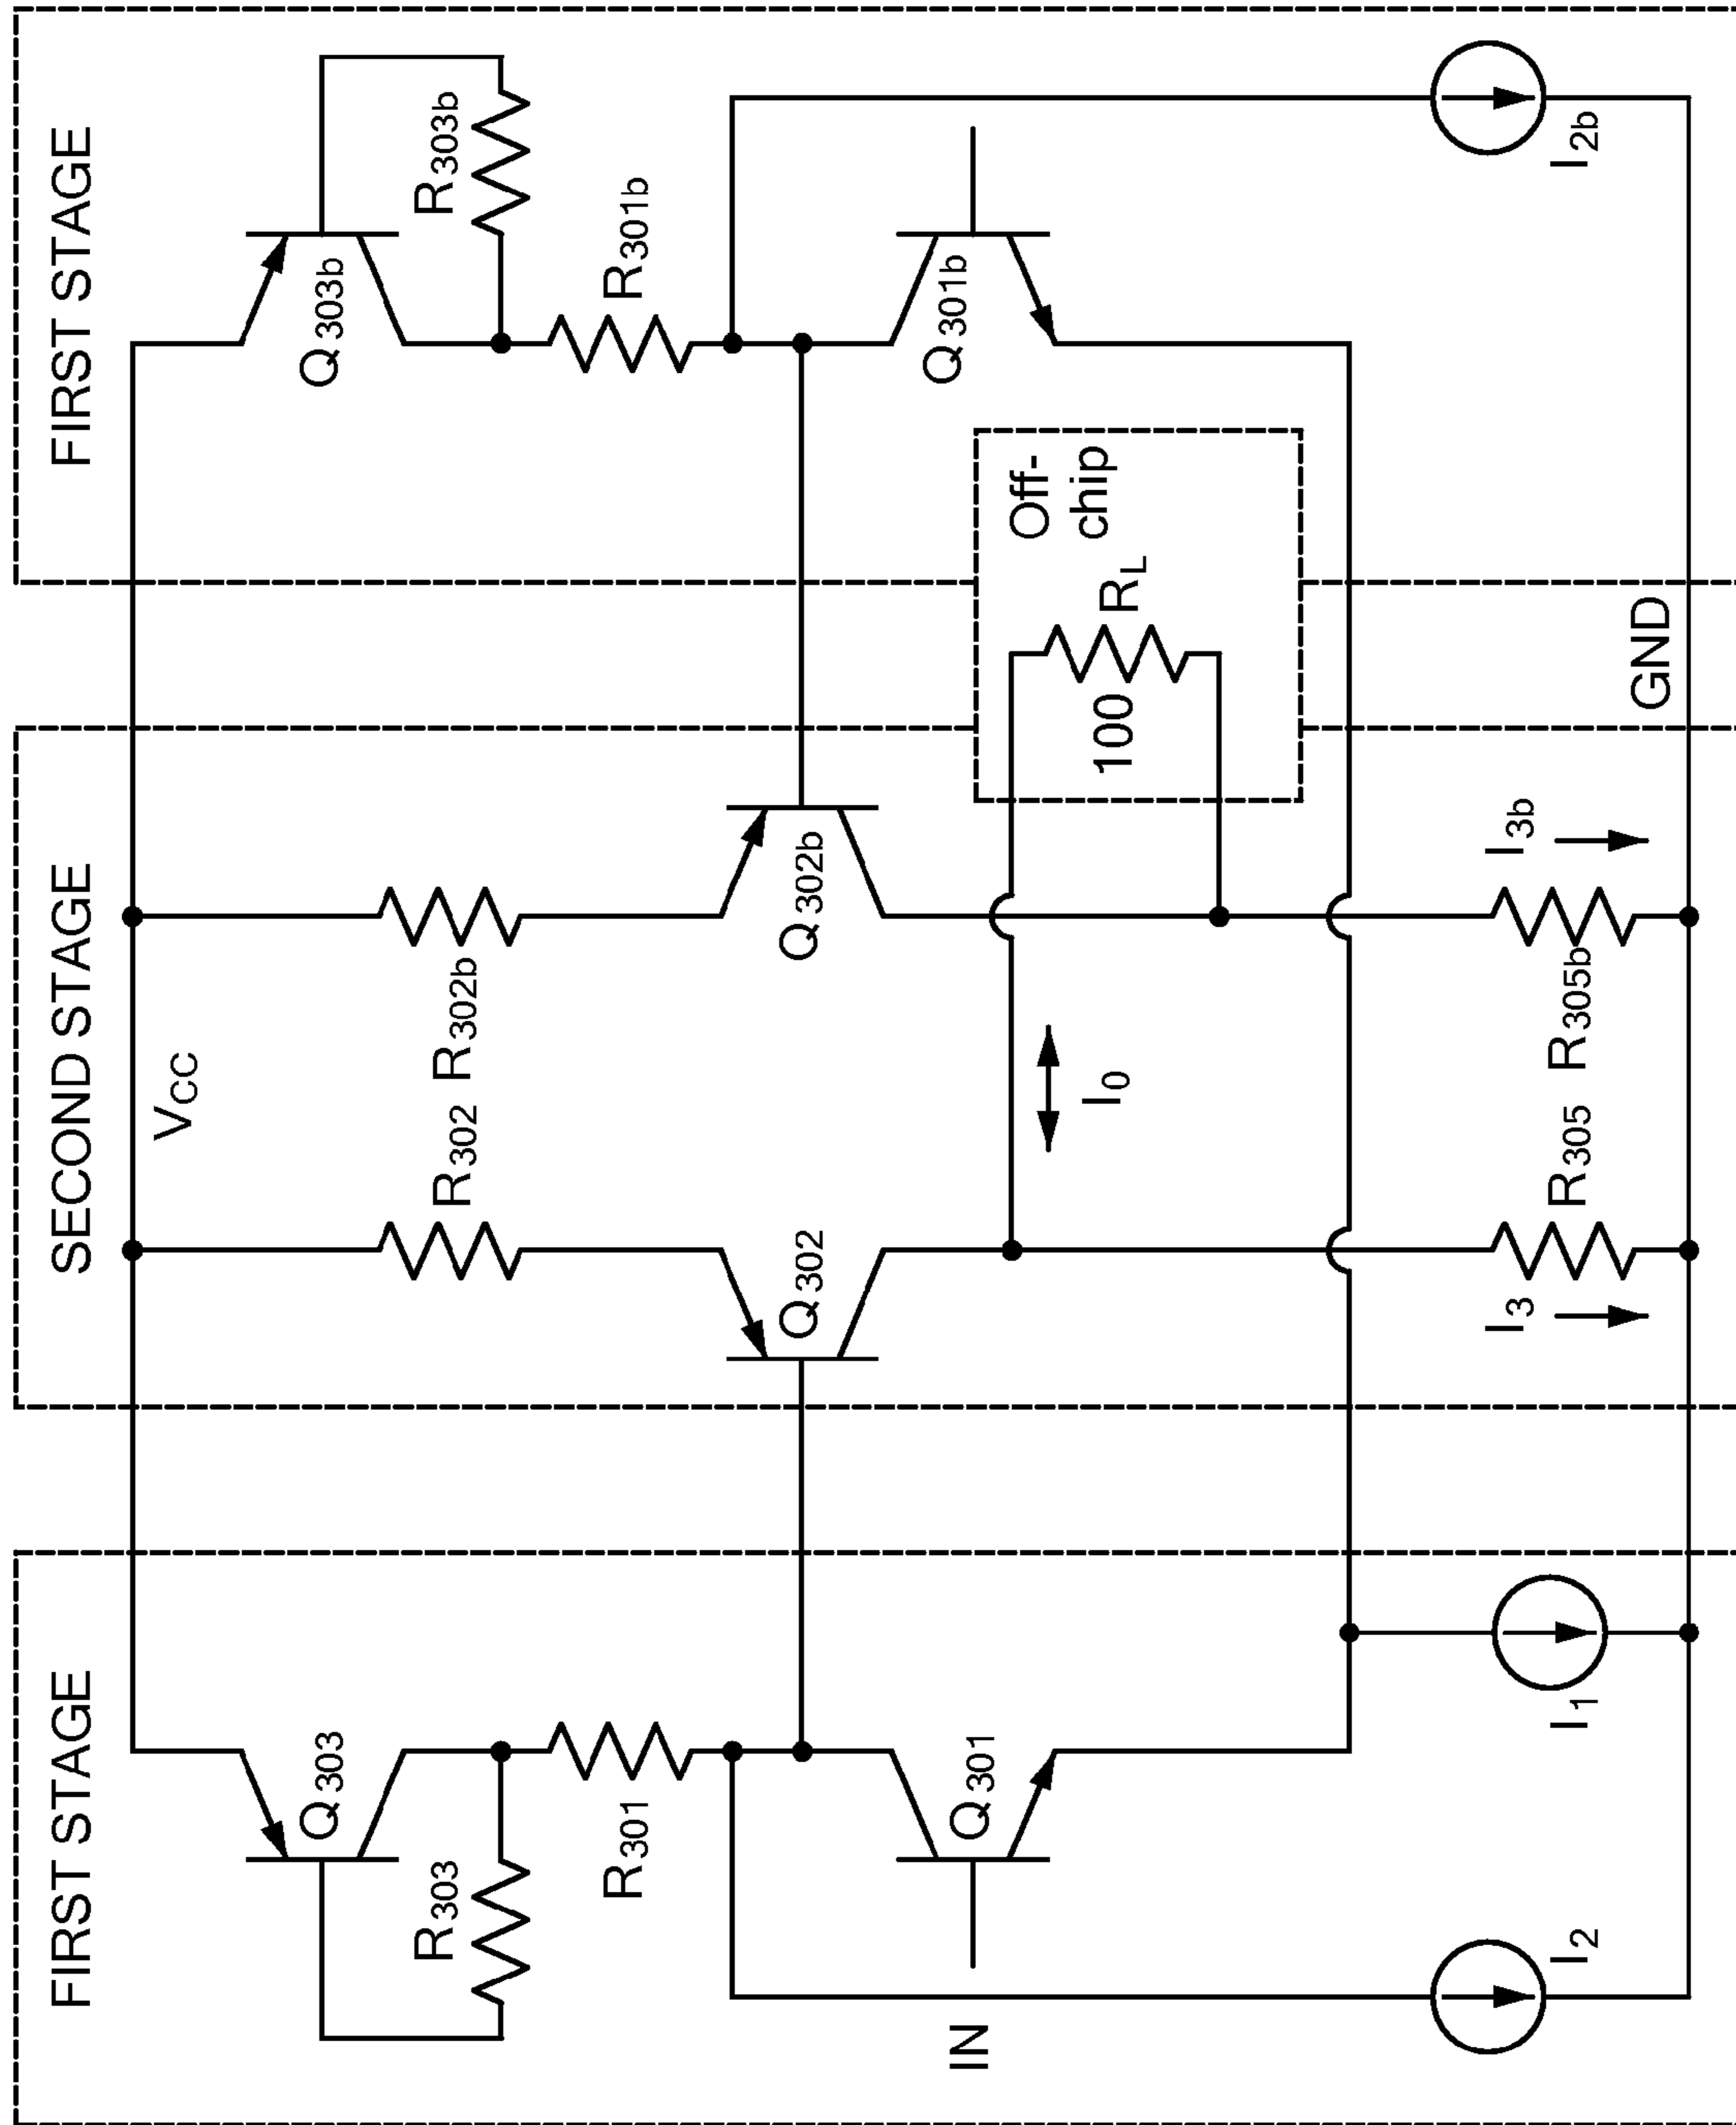 FIRST STAGE
SECOND STAGE
FIRST STAGE
VCC
Q303
R303
R301
Q301
IN
I2
I1
R302
R302b
Q302
Q302b
I0
I3
R305
R305b
I3b
GND
Off-
chip
100
RL
Q303b
R303b
R301b
Q301b
I2b